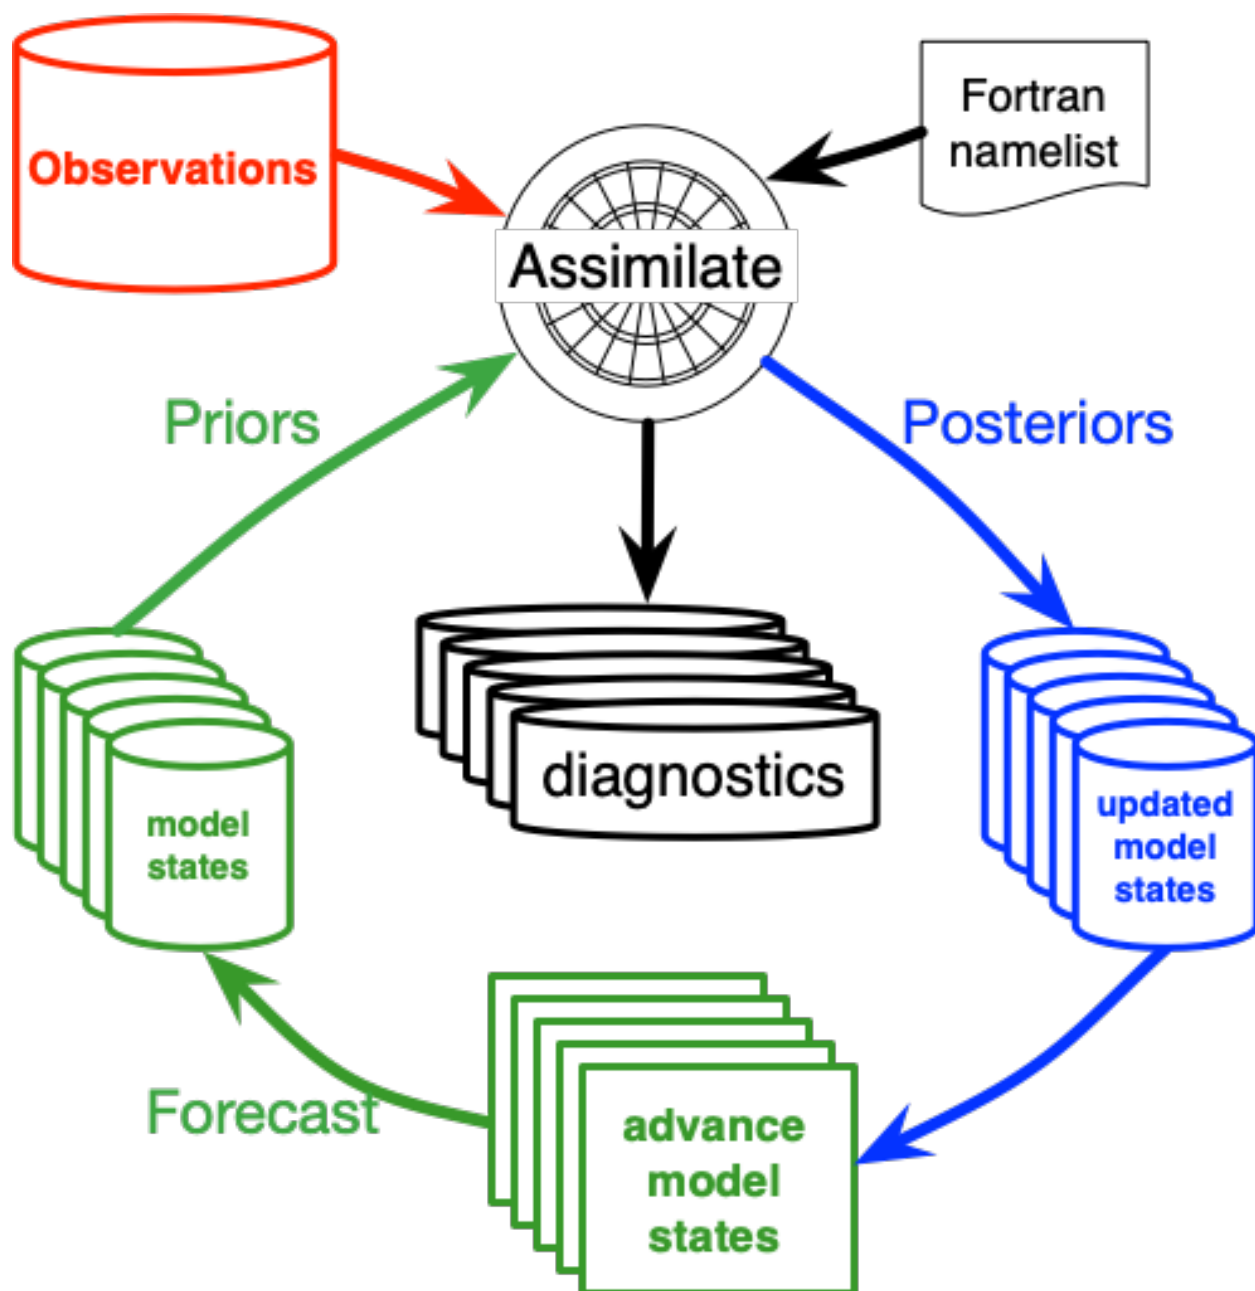 Fortran
namelist
Observations
Assimilate
Priors
Posteriors
diagnostics
model
states
updated
model
states
Forecast
advance
model
states